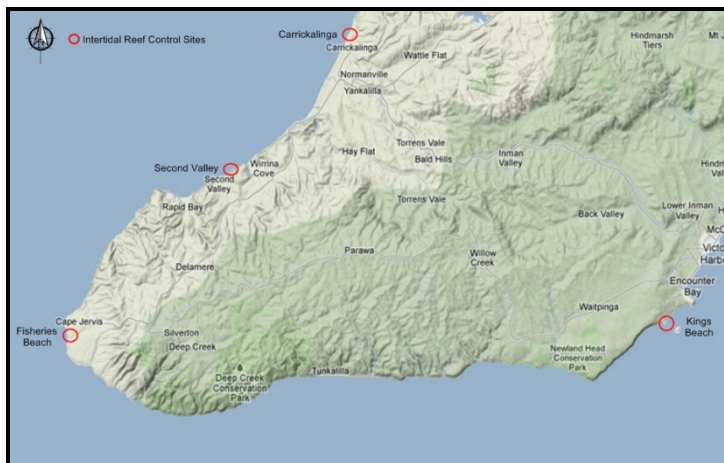 Intertidal Reef Control Sites
Carrickalinga
Carrickalinga
Hindmarsh
Tiers
Mt
Wattle Flat
Normanville
Yankalilla
Torrens Vale
Hay Flat
Bald Hills
Inman
Valley
Second Valley
Wirrina
Cove
Second
Valley
Rapid Bay
Torrens Vale
Back Valley
Lower Inman
Valley
Parawa
Willow
Creek
Delamere
Encounter
Bay
Waitpinga
Kings
Beach
Cape Jervis
Fisheries
Beach
Silverton
Deep Creek
Newland Head
Conservation
Park
Deep Creek
Conservation
Park
Tunkalilla